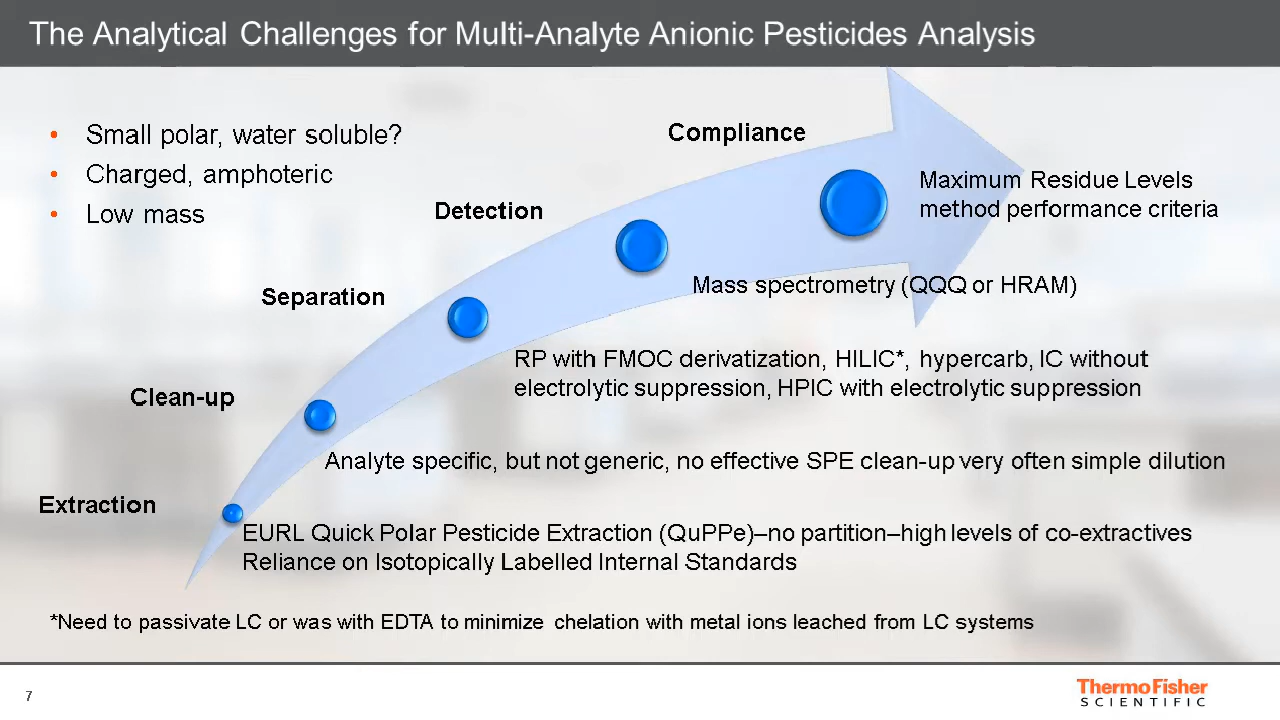 The Analytical Challenges for Multi-Analyte Anionic Pesticides Analysis
• Small polar, water soluble?
• Charged, amphoteric
• Low mass
Compliance
Maximum Residue Levels
method performance criteria
Detection
Mass spectrometry (QQQ or HRAM)
Separation
RP with FMOC derivatization, HILIC*, hypercarb, IC without
electrolytic suppression, HPIC with electrolytic suppression
Clean-up
Analyte specific, but not generic, no effective SPE clean-up very often simple dilution
Extraction
EURL Quick Polar Pesticide Extraction (QuPPe)–no partition–high levels of co-extractives
Reliance on Isotopically Labelled Internal Standards
*Need to passivate LC or was with EDTA to minimize chelation with metal ions leached from LC systems
7
ThermoFisher
SCIENTIFIC